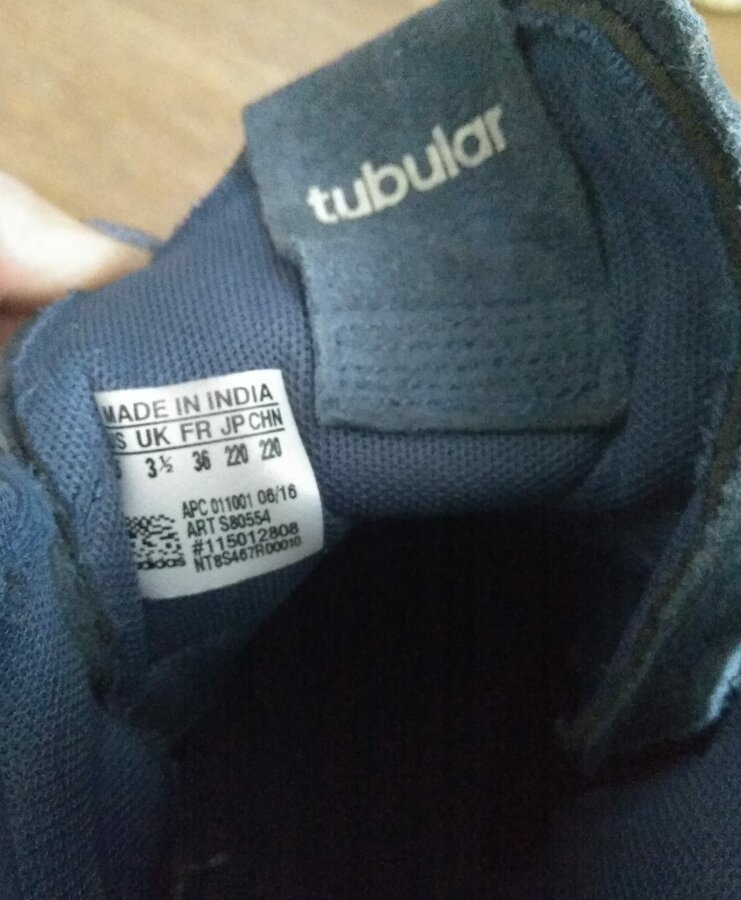 tubular
MADE IN INDIA
US UK FR JP CHN
3½ 36 220 220
APC 011001 06/16
ART S80554
#115012808
NT8S467R00010
adidas